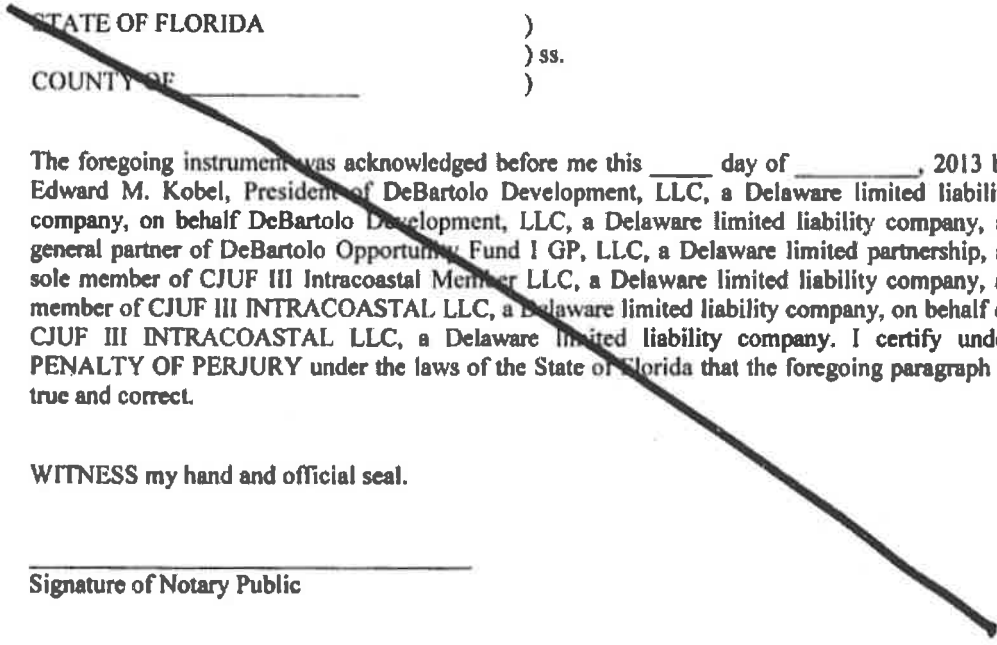 STATE OF FLORIDA )
) ss.
COUNTY OF ____________ )
The foregoing instrument was acknowledged before me this _____ day of __________, 2013 b
Edward M. Kobel, President of DeBartolo Development, LLC, a Delaware limited liabili
company, on behalf DeBartolo Development, LLC, a Delaware limited liability company, a
general partner of DeBartolo Opportunity Fund I GP, LLC, a Delaware limited partnership, a
sole member of CJUF III Intracoastal Member LLC, a Delaware limited liability company, a
member of CJUF III INTRACOASTAL LLC, a Delaware limited liability company, on behalf o
CJUF III INTRACOASTAL LLC, a Delaware limited liability company. I certify unde
PENALTY OF PERJURY under the laws of the State of Florida that the foregoing paragraph
true and correct.
WITNESS my hand and official seal.
Signature of Notary Public